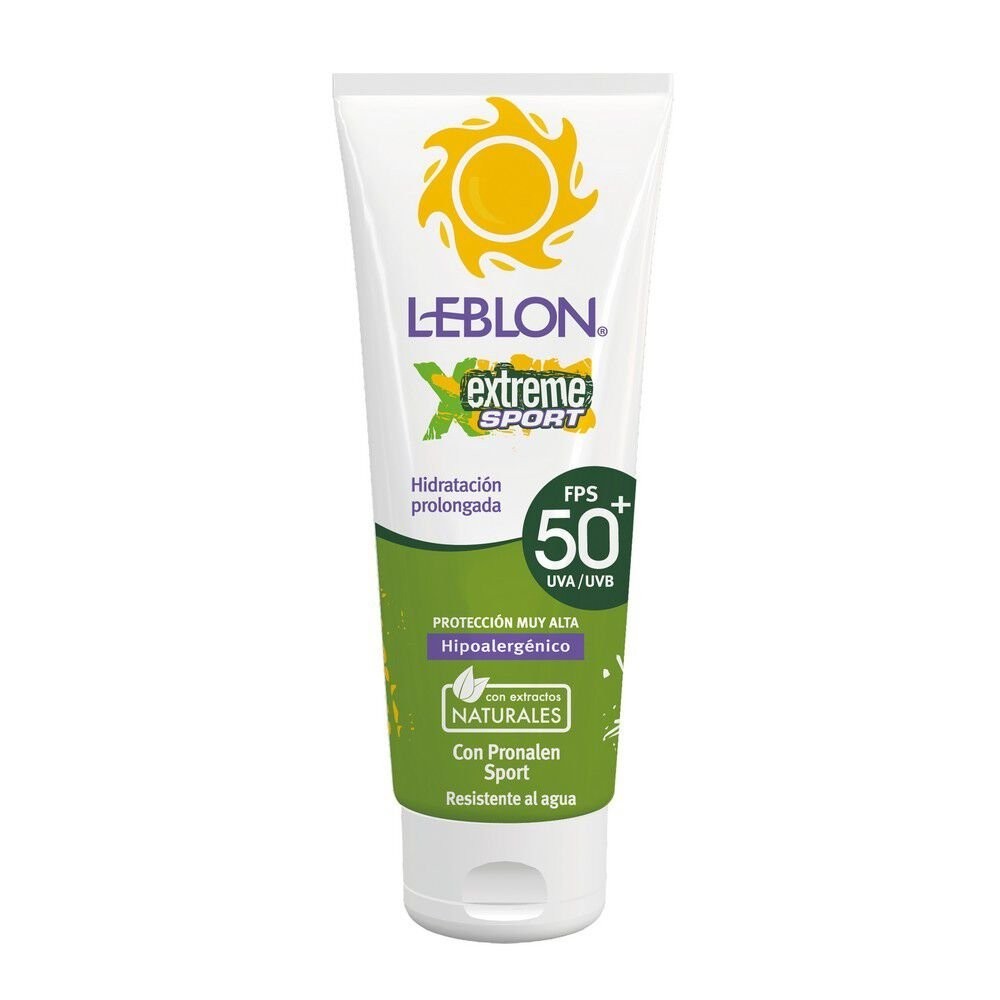 LEBLON®
X extreme
SPORT
Hidratación
prolongada
FPS
50+
UVA/UVB
PROTECCIÓN MUY ALTA
Hipoalergénico
con extractos
NATURALES
Con Pronalen
Sport
Resistente al agua